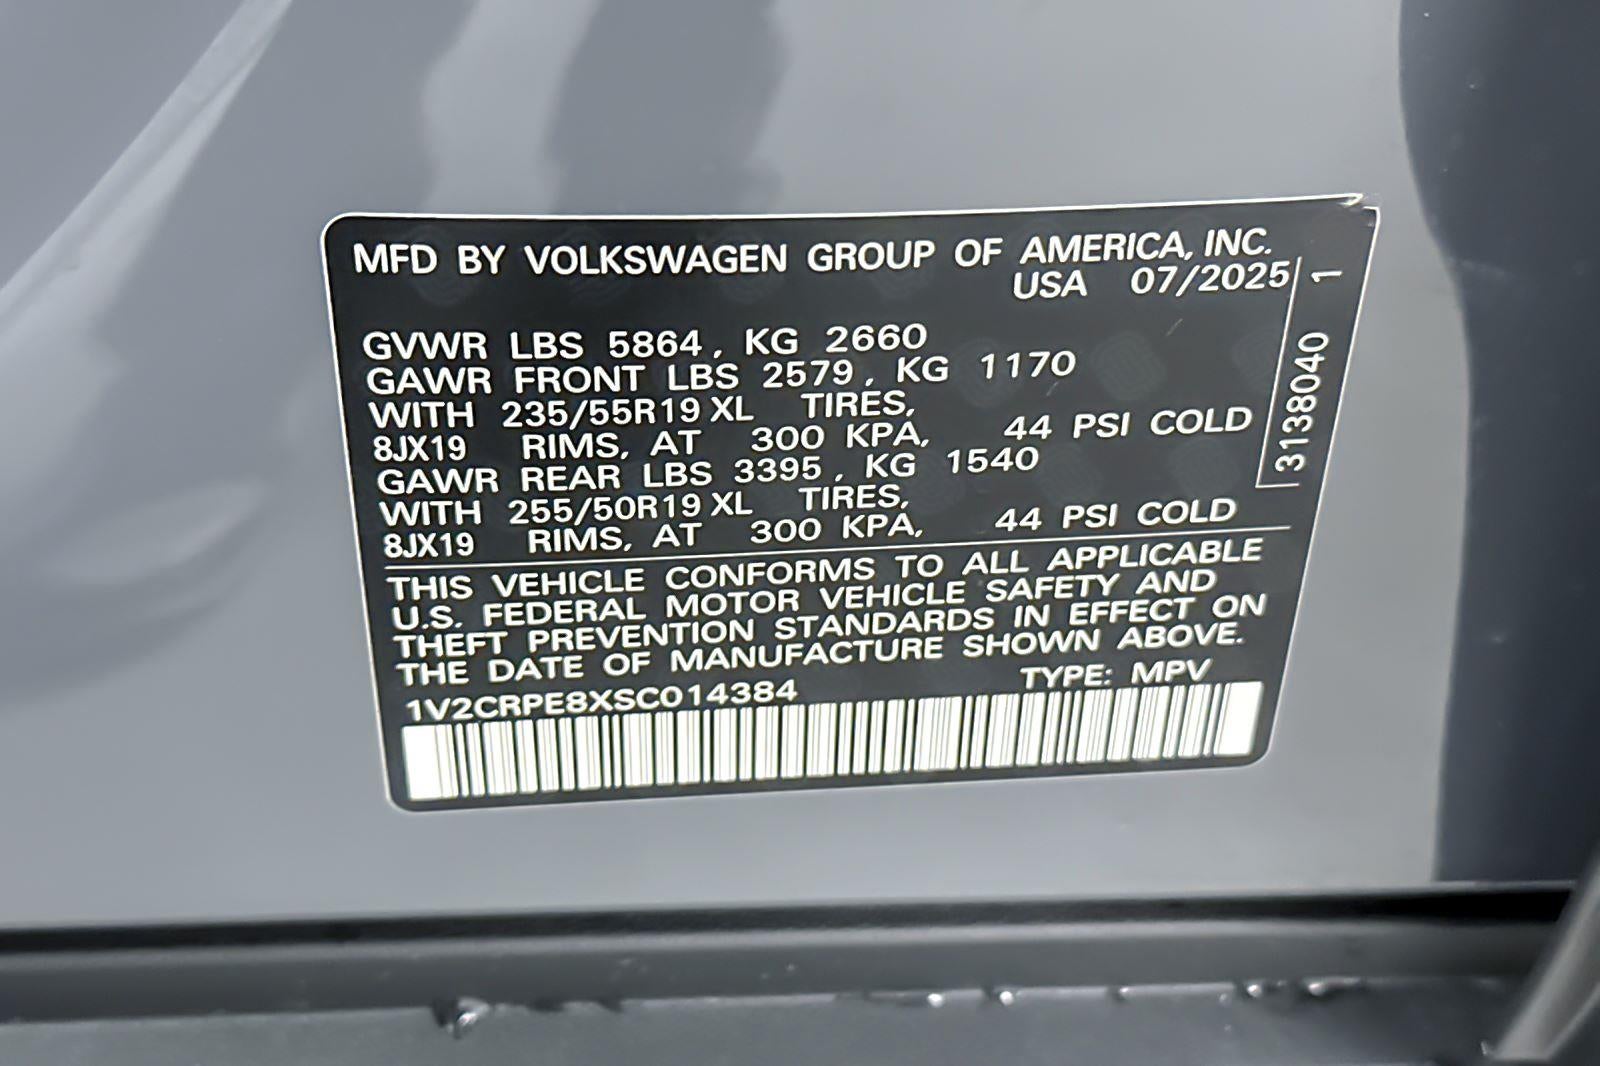 MFD BY VOLKSWAGEN GROUP OF AMERICA, INC.
USA 07/2025
GVWR LBS 5864, KG 2660
GAWR FRONT LBS 2579, KG 1170
WITH 235/55R19 XL TIRES,
8JX19 RIMS, AT 300 KPA, 44 PSI COLD
GAWR REAR LBS 3395, KG 1540
WITH 255/50R19 XL TIRES,
8JX19 RIMS, AT 300 KPA, 44 PSI COLD
THIS VEHICLE CONFORMS TO ALL APPLICABLE
U.S. FEDERAL MOTOR VEHICLE SAFETY AND
THEFT PREVENTION STANDARDS IN EFFECT ON
THE DATE OF MANUFACTURE SHOWN ABOVE.
1V2CRPE8XSC014384 TYPE: MPV
3138040 1